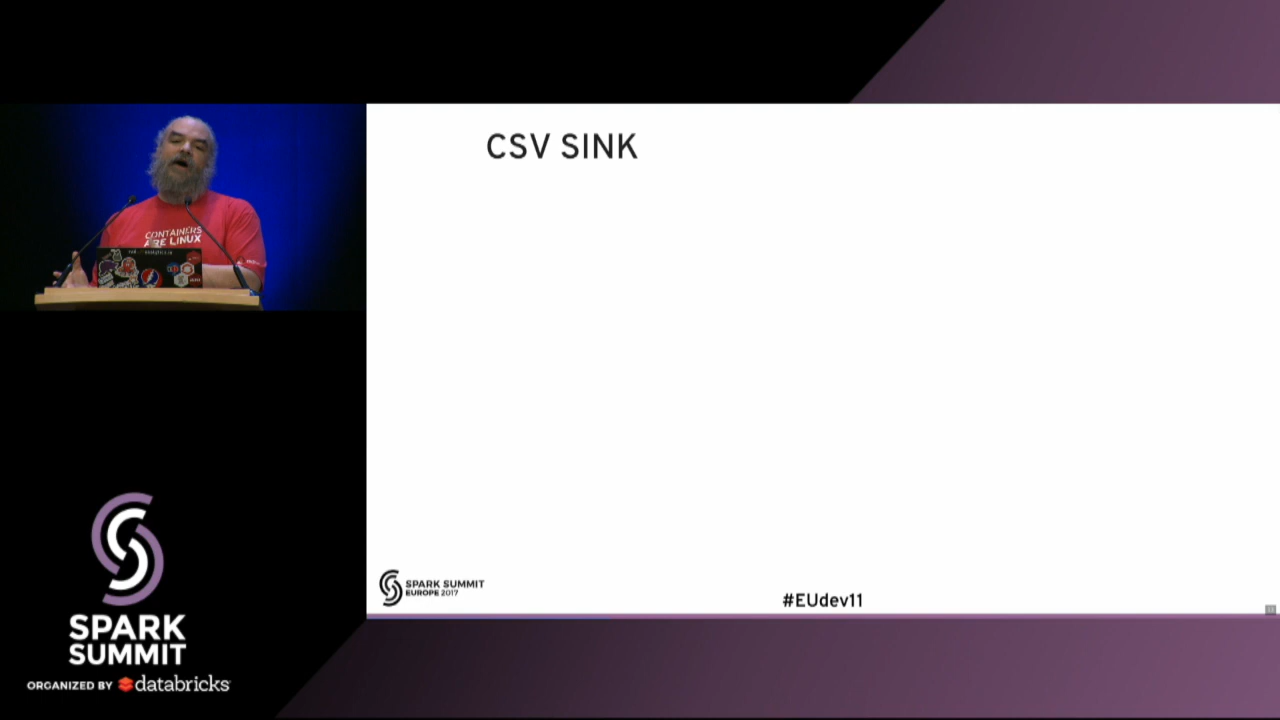 CSV SINK
CONTAINERS
ARE LINUX
SPARK SUMMIT
EUROPE 2017
#EUdev11
SPARK
SUMMIT
ORGANIZED BY databricks